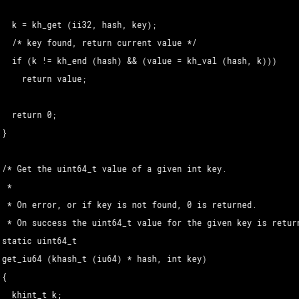 k = kh_get (ii32, hash, key);
/* key found, return current value */
if (k != kh_end (hash) && (value = kh_val (hash, k)))
return value;
return 0;
}
/* Get the uint64_t value of a given int key.
*
* On error, or if key is not found, 0 is returned.
* On success the uint64_t value for the given key is return
static uint64_t
get_iu64 (khash_t (iu64) * hash, int key)
{
khint_t k;